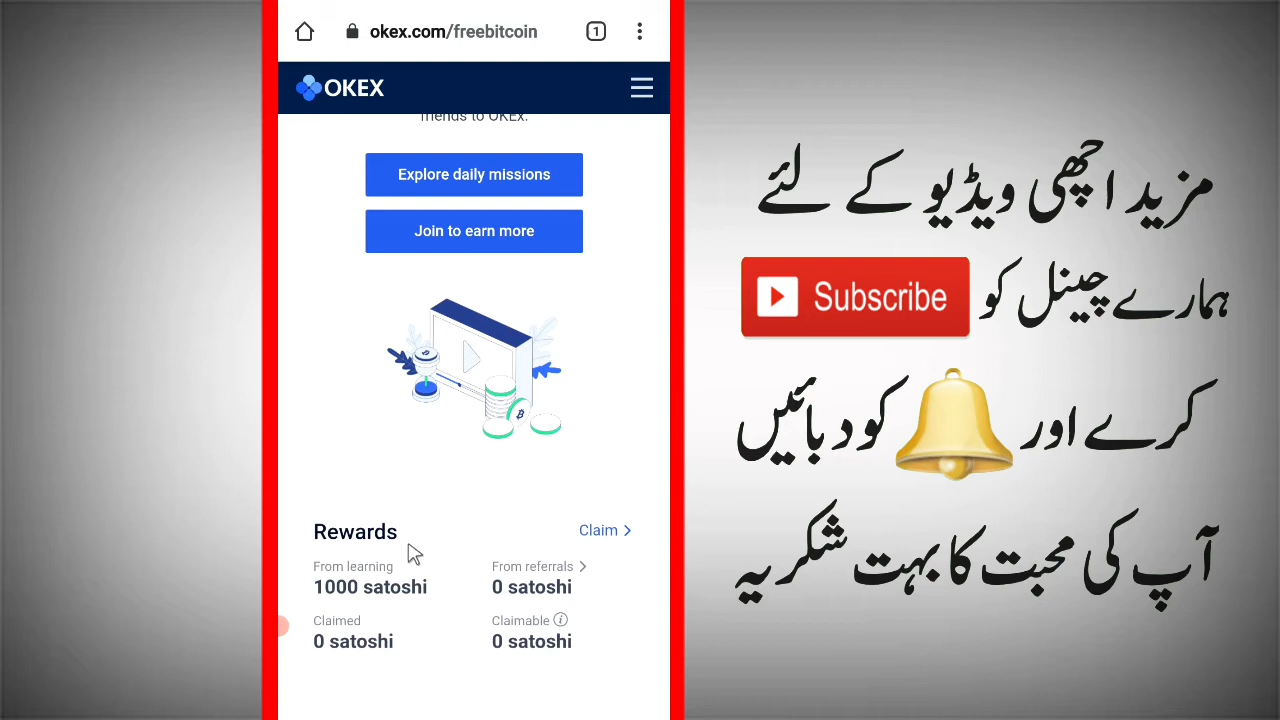 okex.com/freebitcoin
1
OKEX
friends to OKEx.
Explore daily missions
Join to earn more
Rewards
Claim
From learning
1000 satoshi
From referrals
0 satoshi
Claimed
0 satoshi
Claimable
0 satoshi
مزید اچھی ویڈیو کے لئے
ہمارے چینل کو Subscribe
کرے اور کو دبائیں
آپ کی محبت کا بہت شکریہ